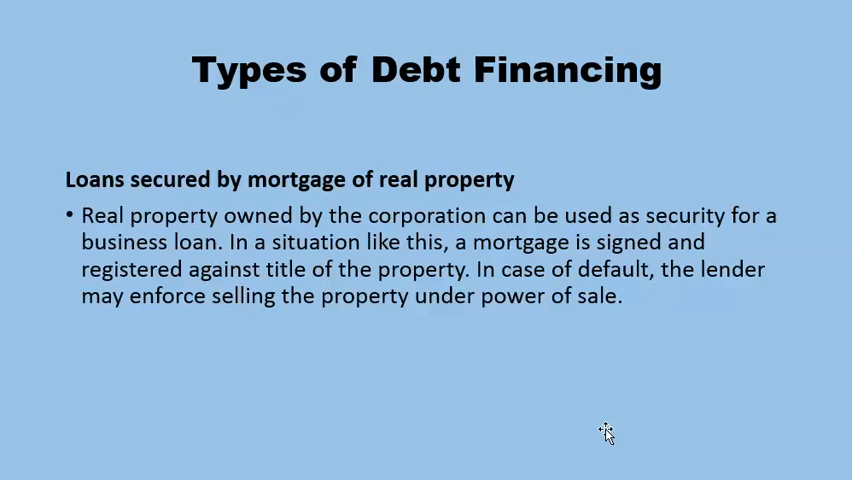 Types of Debt Financing
Loans secured by mortgage of real property
• Real property owned by the corporation can be used as security for a
business loan. In a situation like this, a mortgage is signed and
registered against title of the property. In case of default, the lender
may enforce selling the property under power of sale.